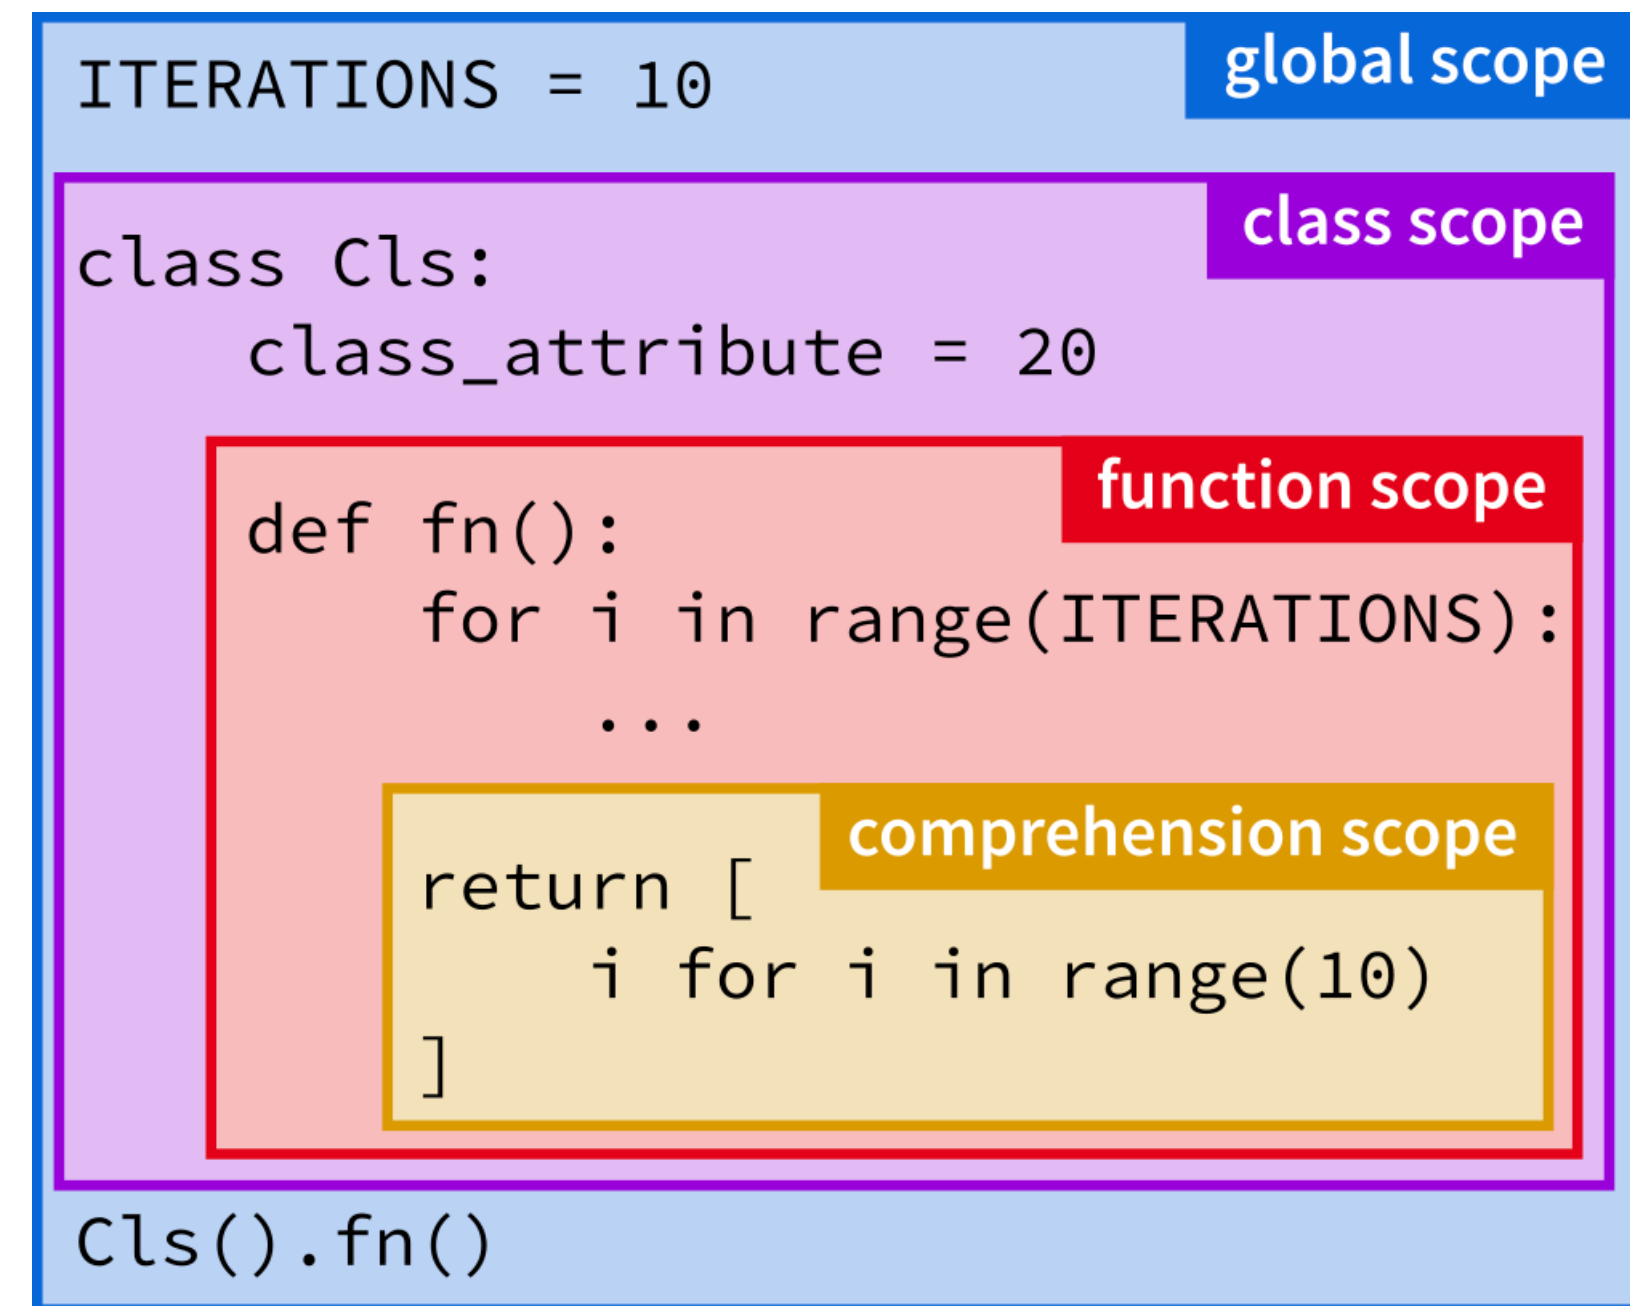 global scope
ITERATIONS = 10
class scope
class Cls:
    class_attribute = 20
function scope
    def fn():
        for i in range(ITERATIONS):
            ...
comprehension scope
        return [
            i for i in range(10)
        ]
Cls().fn()